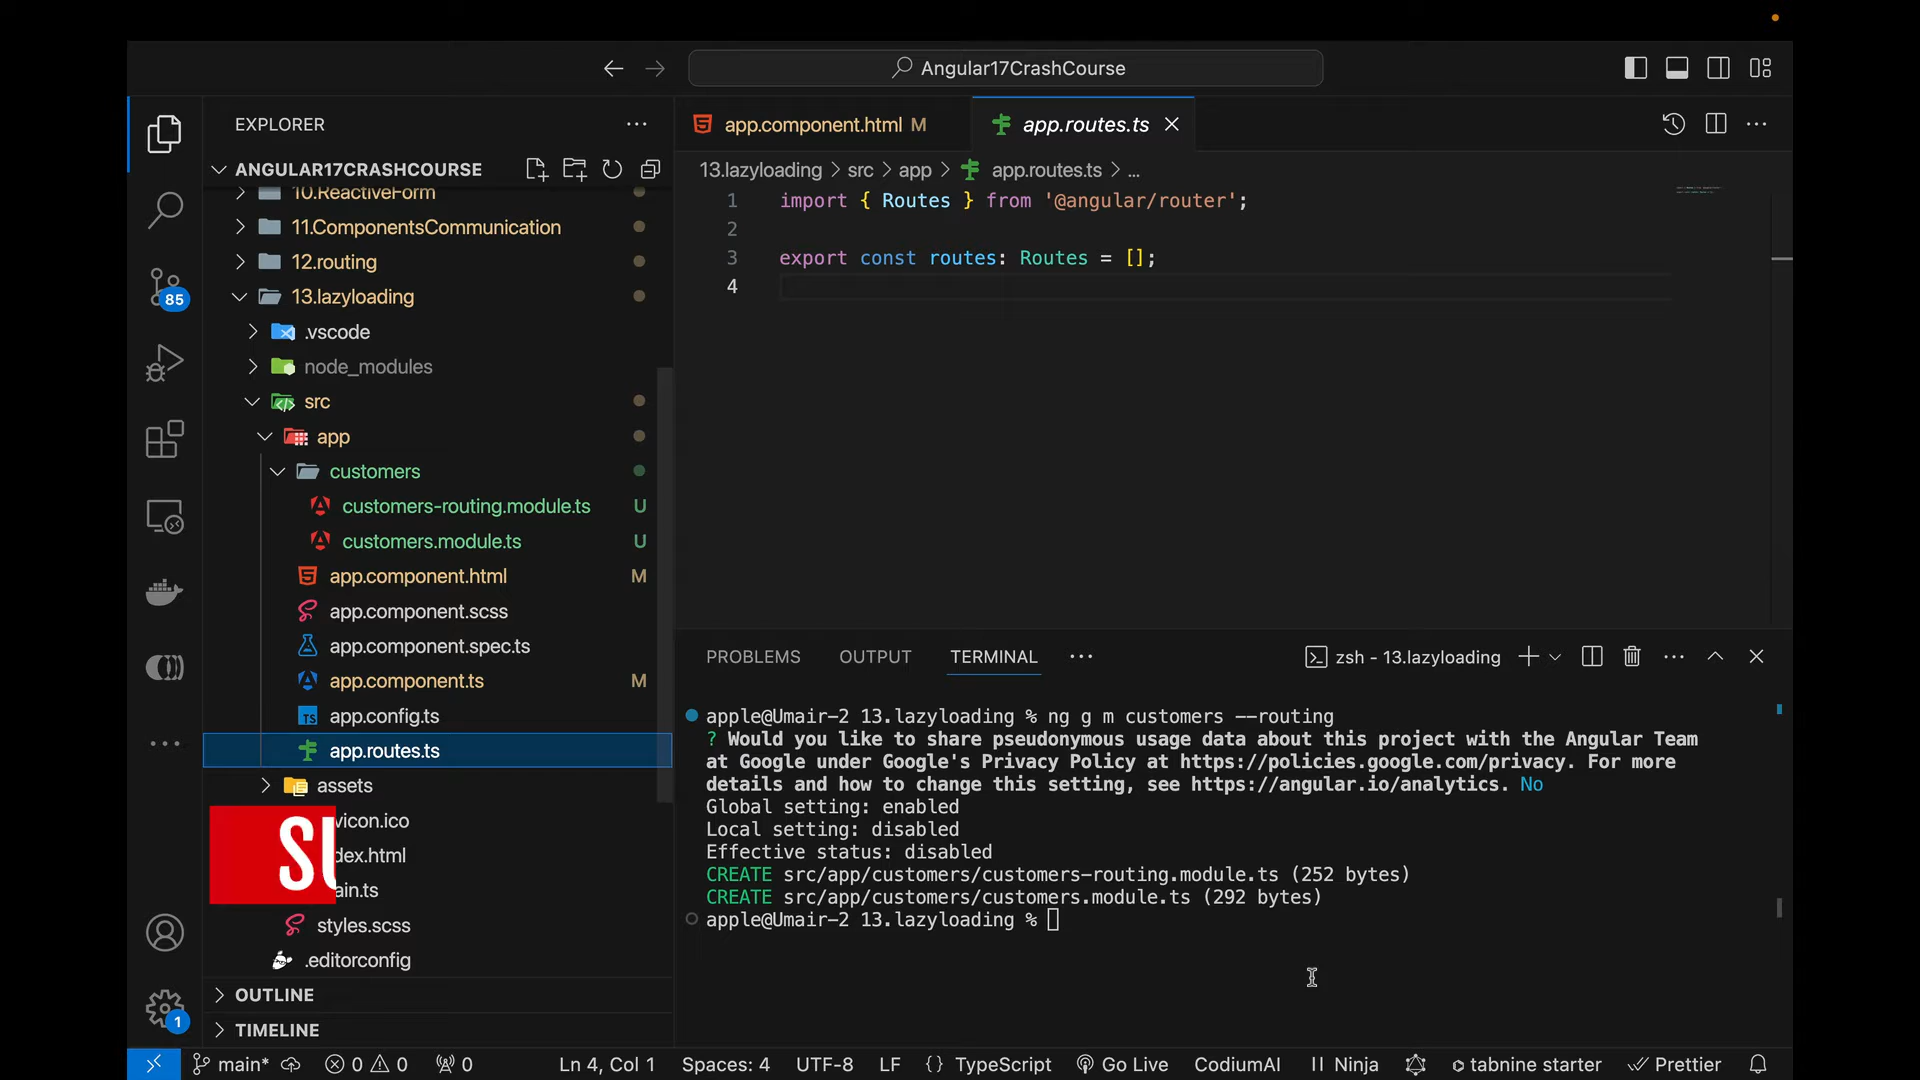 Angular17CrashCourse
EXPLORER
ANGULAR17CRASHCOURSE
10.ReactiveForm
11.ComponentsCommunication
12.routing
13.lazyloading
.vscode
node_modules
src
app
customers
customers-routing.module.ts U
customers.module.ts U
app.component.html M
app.component.scss
app.component.spec.ts
app.component.ts M
app.config.ts
app.routes.ts
assets
vicon.ico
dex.html
ain.ts
styles.scss
.editorconfig
OUTLINE
TIMELINE
85
1
app.component.html M
app.routes.ts
13.lazyloading > src > app > app.routes.ts > ...
1 import { Routes } from '@angular/router';
2
3 export const routes: Routes = [];
4
PROBLEMS OUTPUT TERMINAL
zsh - 13.lazyloading
apple@Umair-2 13.lazyloading % ng g m customers --routing
? Would you like to share pseudonymous usage data about this project with the Angular Team
at Google under Google's Privacy Policy at https://policies.google.com/privacy. For more
details and how to change this setting, see https://angular.io/analytics. No
Global setting: enabled
Local setting: disabled
Effective status: disabled
CREATE src/app/customers/customers-routing.module.ts (252 bytes)
CREATE src/app/customers/customers.module.ts (292 bytes)
apple@Umair-2 13.lazyloading %
main* 0 0 0 Ln 4, Col 1 Spaces: 4 UTF-8 LF {} TypeScript Go Live CodiumAI Ninja tabnine starter Prettier